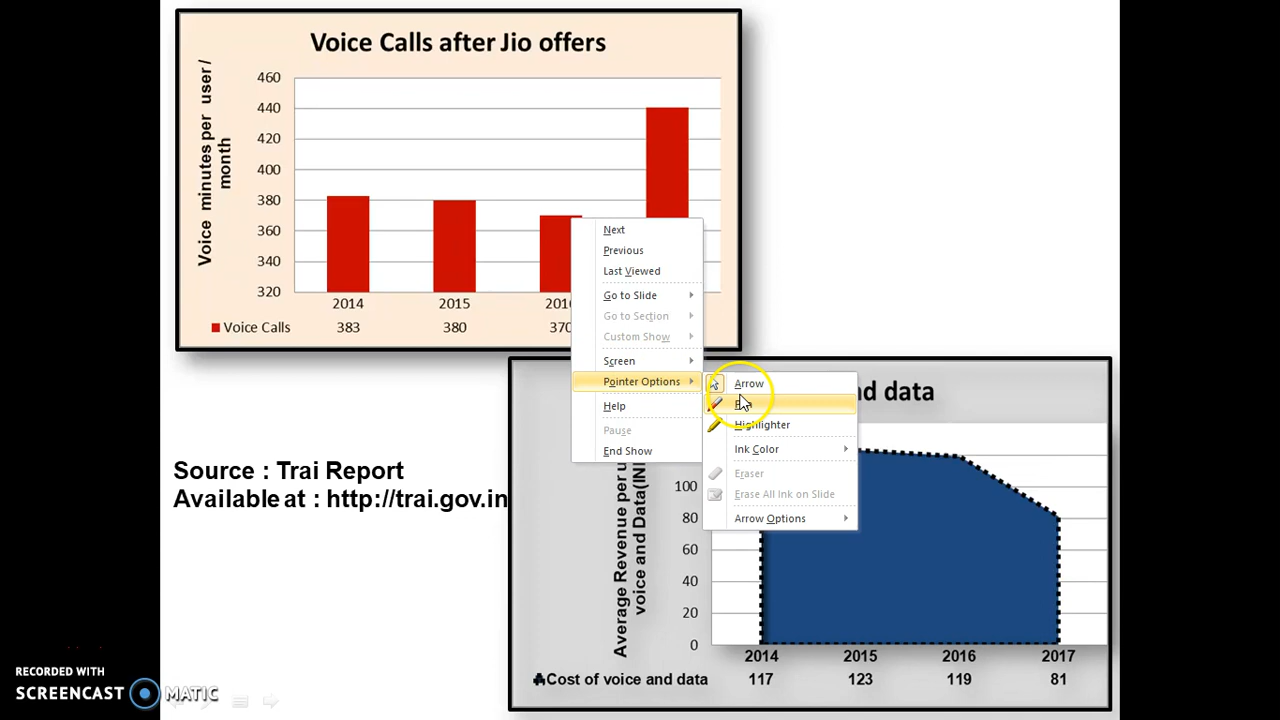 Voice Calls after Jio offers
Voice minutes per user /
month
460
440
420
400
380
360
340
320
2014 2015
Voice Calls 383 380 370
Next
Previous
Last Viewed
Go to Slide
Go to Section
Custom Show
Screen
Pointer Options
Help
Pause
End Show
Arrow
Highlighter
Ink Color
Eraser
Erase All Ink on Slide
Arrow Options
Source : Trai Report
Available at : http://trai.gov.in
and data
Average Revenue per
voice and Data(IN
100
80
60
40
20
0
2014 2015 2016 2017
Cost of voice and data 117 123 119 81
RECORDED WITH
SCREENCAST MATIC